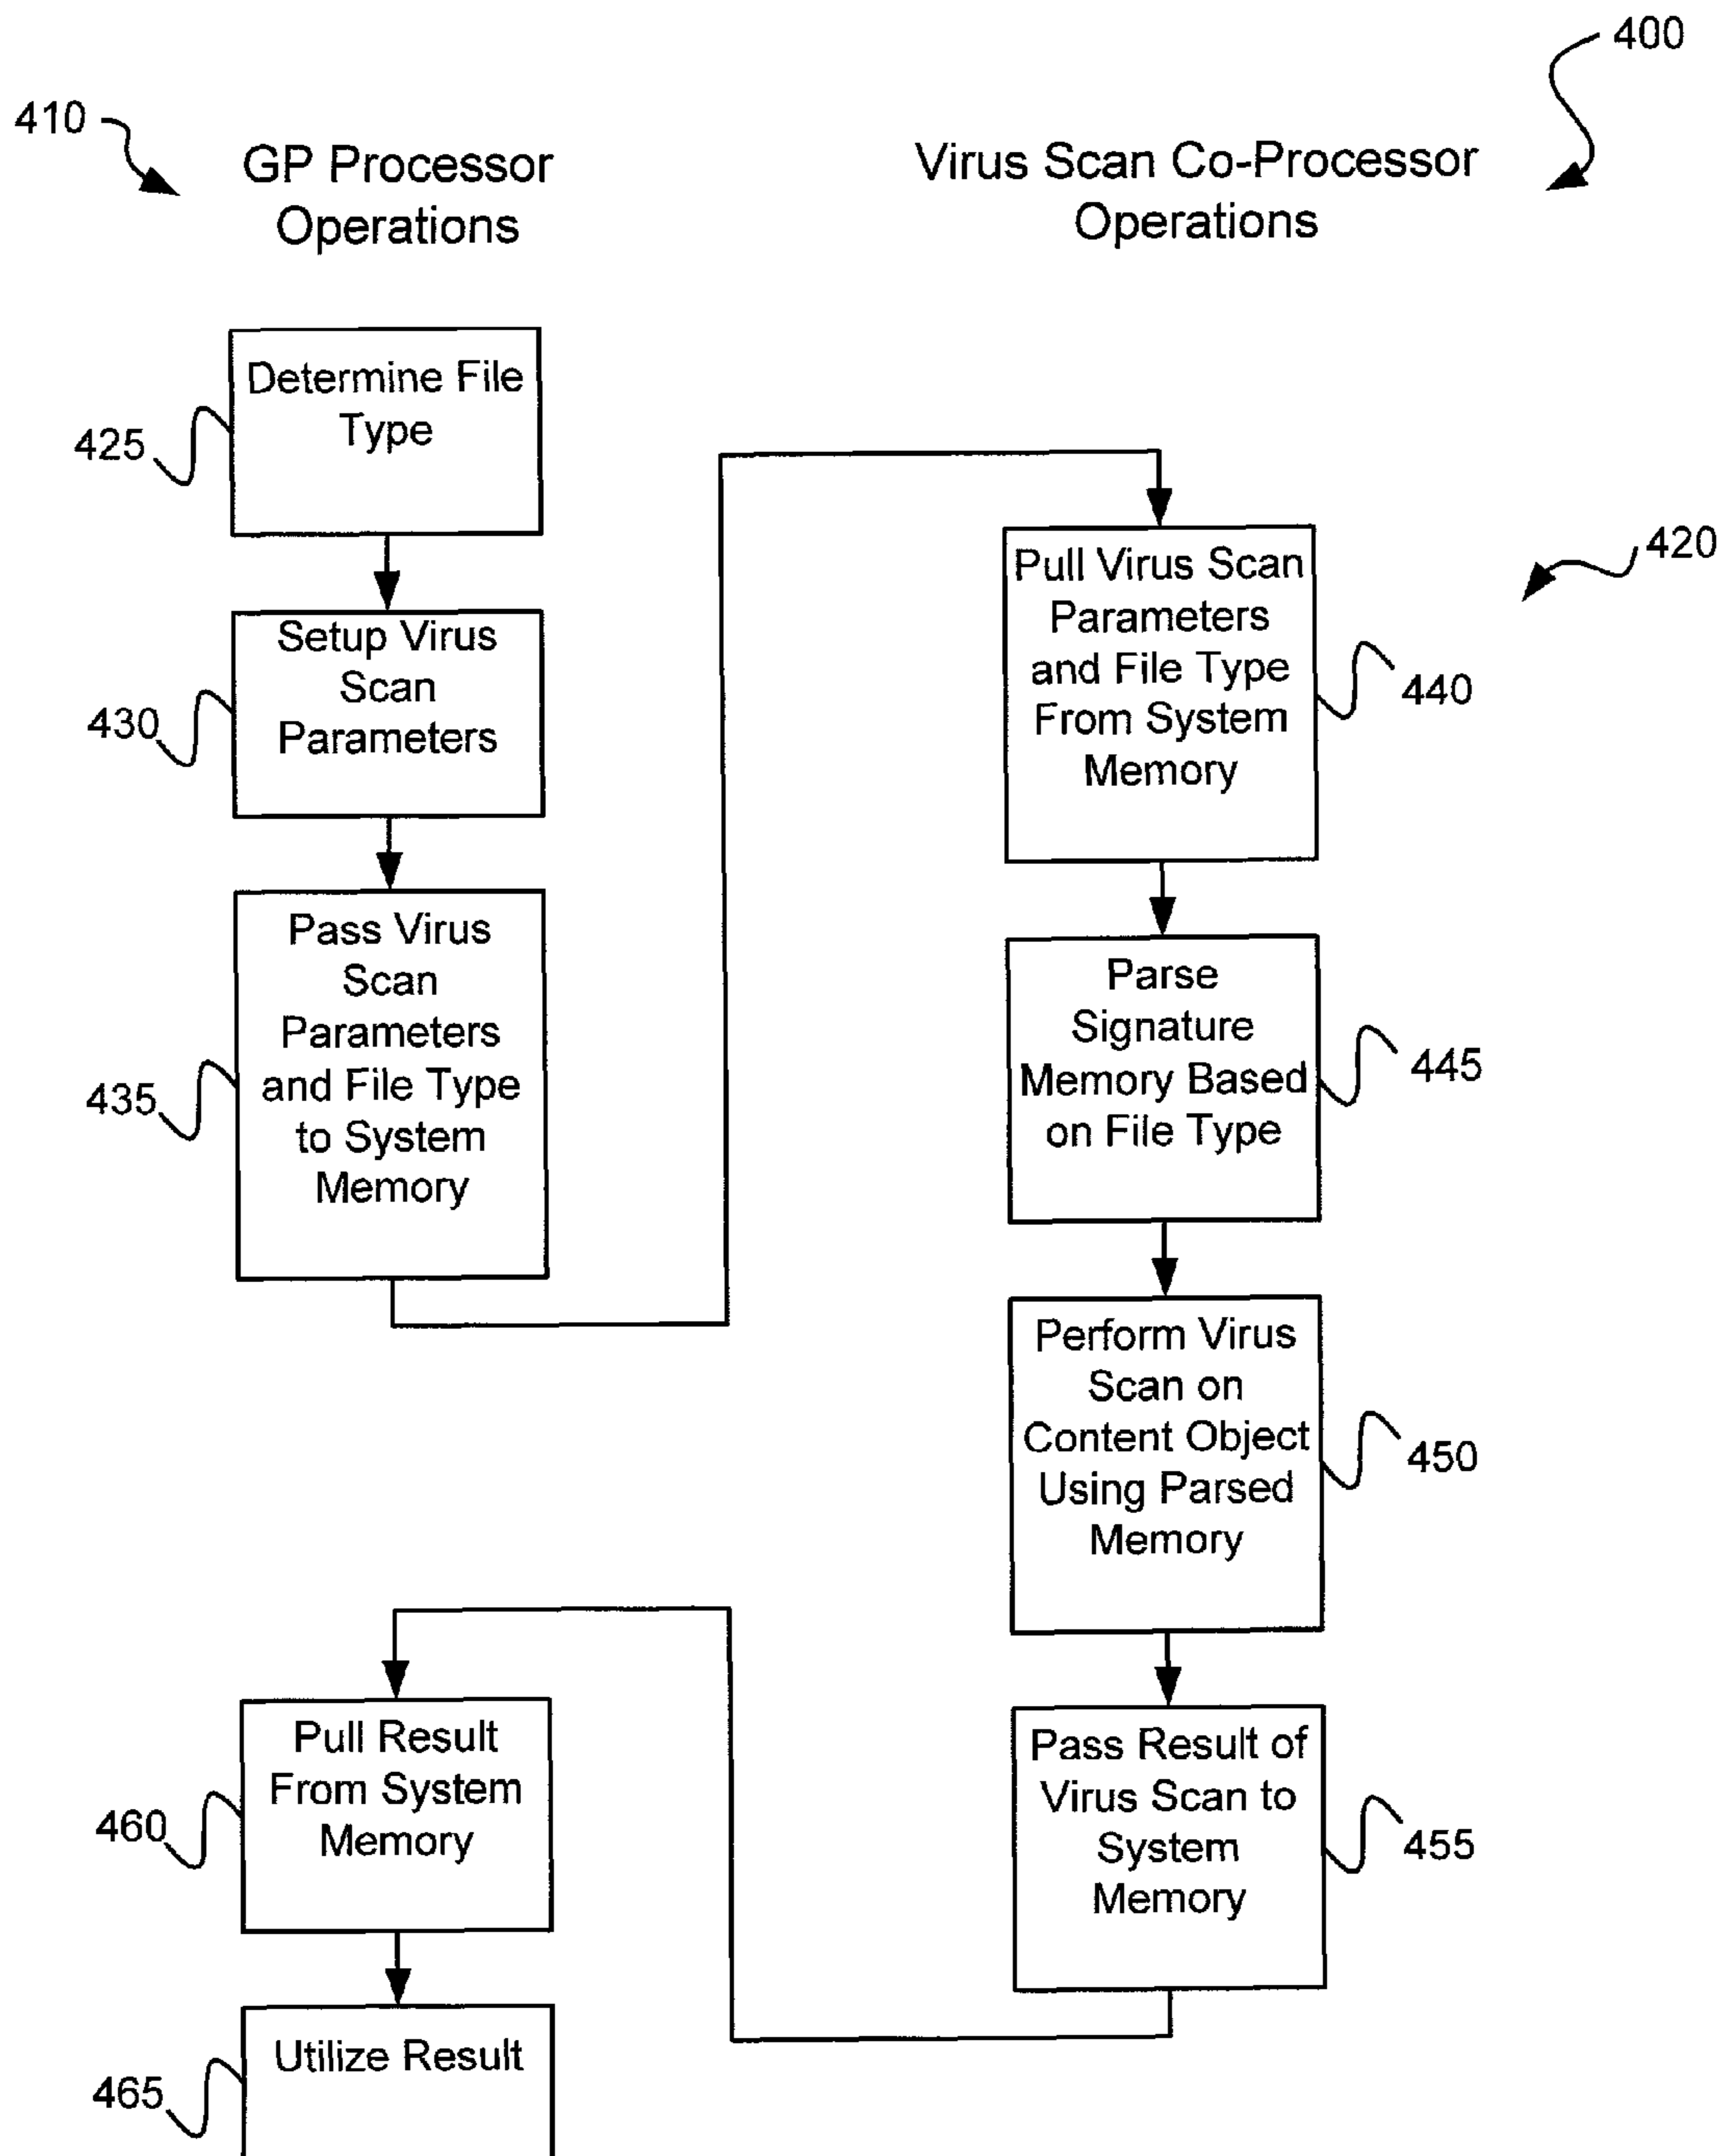 400
410
GP Processor
Operations
Virus Scan Co-Processor
Operations
Determine File
Type
425
Setup Virus
Scan
Parameters
430
Pass Virus
Scan
Parameters
and File Type
to System
Memory
435
420
Pull Virus Scan
Parameters
and File Type
From System
Memory
440
Parse
Signature
Memory Based
on File Type
445
Perform Virus
Scan on
Content Object
Using Parsed
Memory
450
Pass Result of
Virus Scan to
System
Memory
455
Pull Result
From System
Memory
460
Utilize Result
465